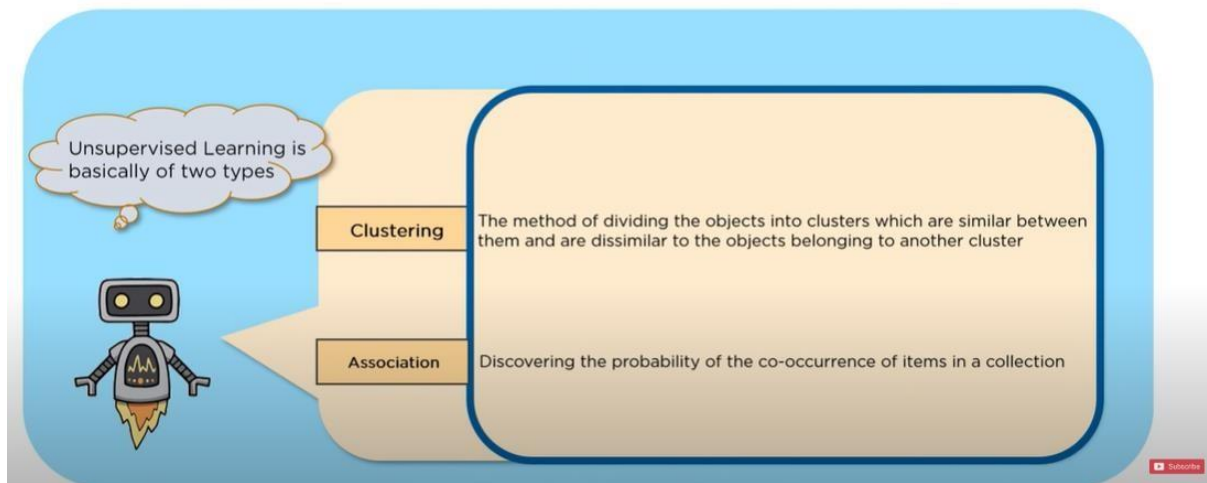 Unsupervised Learning is
basically of two types
Clustering
The method of dividing the objects into clusters which are similar between
them and are dissimilar to the objects belonging to another cluster
Association
Discovering the probability of the co-occurrence of items in a collection
Subscribe